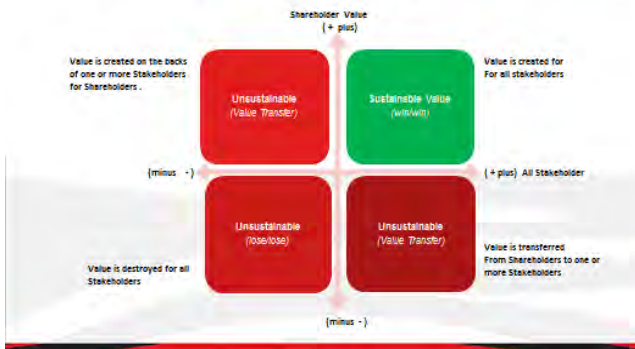 Shareholder Value
( + plus)
Value is created on the backs
of one or more Stakeholders
for Shareholders .
Unsustainable
(Value Transfer)
Sustainable Value
(win/win)
Value is created for
For all stakeholders
(minus - )
( + plus) All Stakeholder
Unsustainable
(lose/lose)
Unsustainable
(Value Transfer)
Value is destroyed for all
Stakeholders
Value is transferred
From Shareholders to one or
more Stakeholders
(minus - )